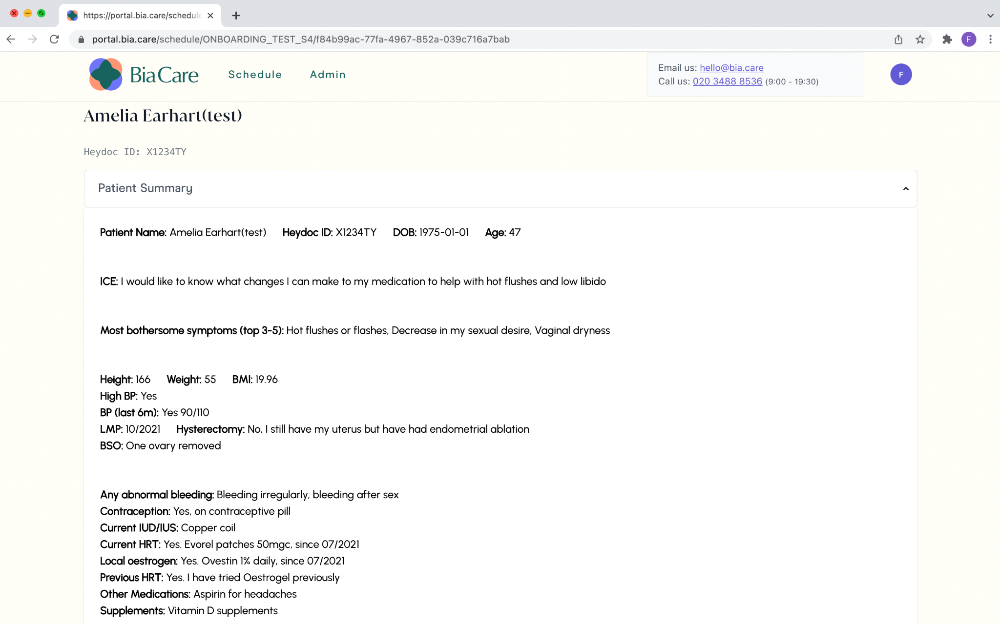 https://portal.bia.care/schedule
portal.bia.care/schedule/ONBOARDING_TEST_S4/f84b99ac-77fa-4967-852a-039c716a7bab
F
Bia Care
Schedule
Admin
Email us: hello@bia.care
Call us: 020 3488 8536 (9:00 - 19:30)
F
Amelia Earhart(test)
Heydoc ID: X1234TY
Patient Summary
Patient Name: Amelia Earhart(test) Heydoc ID: X1234TY DOB: 1975-01-01 Age: 47
ICE: I would like to know what changes I can make to my medication to help with hot flushes and low libido
Most bothersome symptoms (top 3-5): Hot flushes or flashes, Decrease in my sexual desire, Vaginal dryness
Height: 166 Weight: 55 BMI: 19.96
High BP: Yes
BP (last 6m): Yes 90/110
LMP: 10/2021 Hysterectomy: No, I still have my uterus but have had endometrial ablation
BSO: One ovary removed
Any abnormal bleeding: Bleeding irregularly, bleeding after sex
Contraception: Yes, on contraceptive pill
Current IUD/IUS: Copper coil
Current HRT: Yes. Evorel patches 50mgc, since 07/2021
Local oestrogen: Yes. Ovestin 1% daily, since 07/2021
Previous HRT: Yes. I have tried Oestrogel previously
Other Medications: Aspirin for headaches
Supplements: Vitamin D supplements